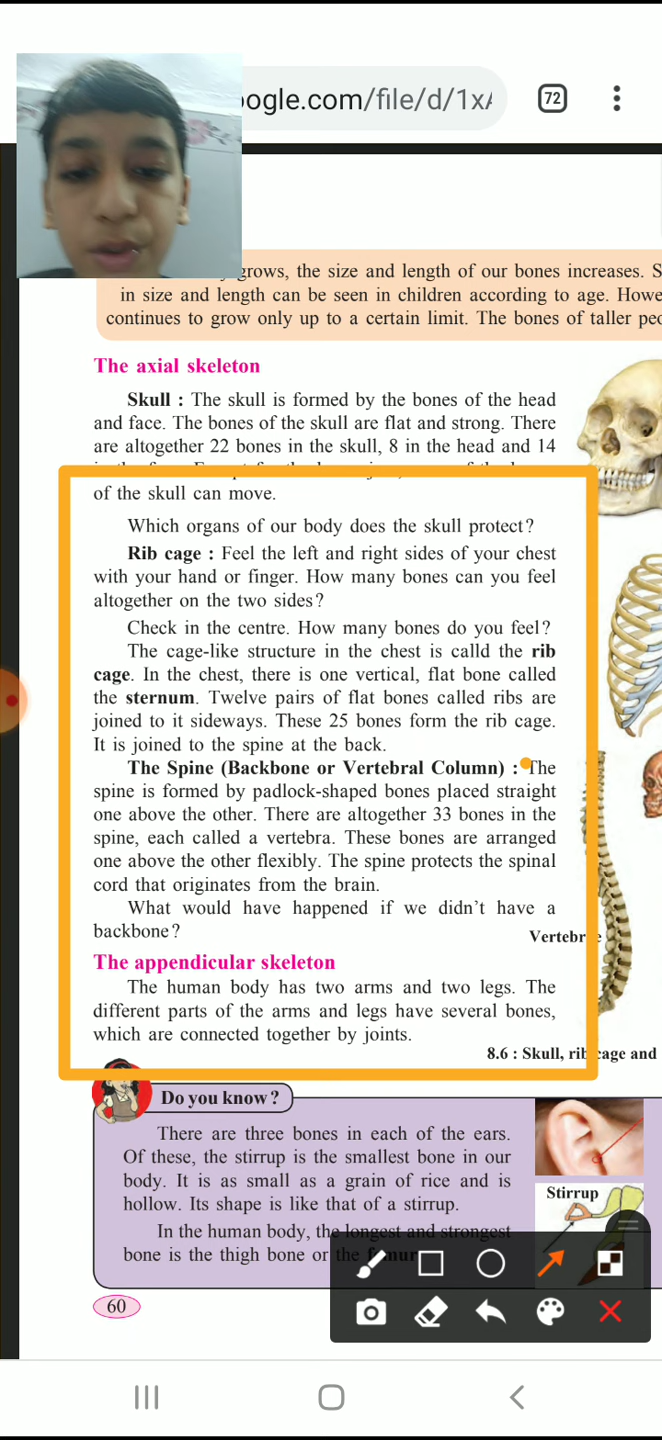 ogle.com/file/d/1x
72
grows, the size and length of our bones increases. S
in size and length can be seen in children according to age. Howe
continues to grow only up to a certain limit. The bones of taller peo
The axial skeleton
Skull : The skull is formed by the bones of the head
and face. The bones of the skull are flat and strong. There
are altogether 22 bones in the skull, 8 in the head and 14
of the skull can move.
Which organs of our body does the skull protect?
Rib cage : Feel the left and right sides of your chest
with your hand or finger. How many bones can you feel
altogether on the two sides?
Check in the centre. How many bones do you feel?
The cage-like structure in the chest is calld the rib
cage. In the chest, there is one vertical, flat bone called
the sternum. Twelve pairs of flat bones called ribs are
joined to it sideways. These 25 bones form the rib cage.
It is joined to the spine at the back.
The Spine (Backbone or Vertebral Column) : The
spine is formed by padlock-shaped bones placed straight
one above the other. There are altogether 33 bones in the
spine, each called a vertebra. These bones are arranged
one above the other flexibly. The spine protects the spinal
cord that originates from the brain.
What would have happened if we didn't have a
backbone?
Vertebr e
The appendicular skeleton
The human body has two arms and two legs. The
different parts of the arms and legs have several bones,
which are connected together by joints.
8.6 : Skull, rib cage and
Do you know?
There are three bones in each of the ears.
Of these, the stirrup is the smallest bone in our
body. It is as small as a grain of rice and is
hollow. Its shape is like that of a stirrup.
Stirrup
In the human body, the longest and strongest
bone is the thigh bone or the femur
60